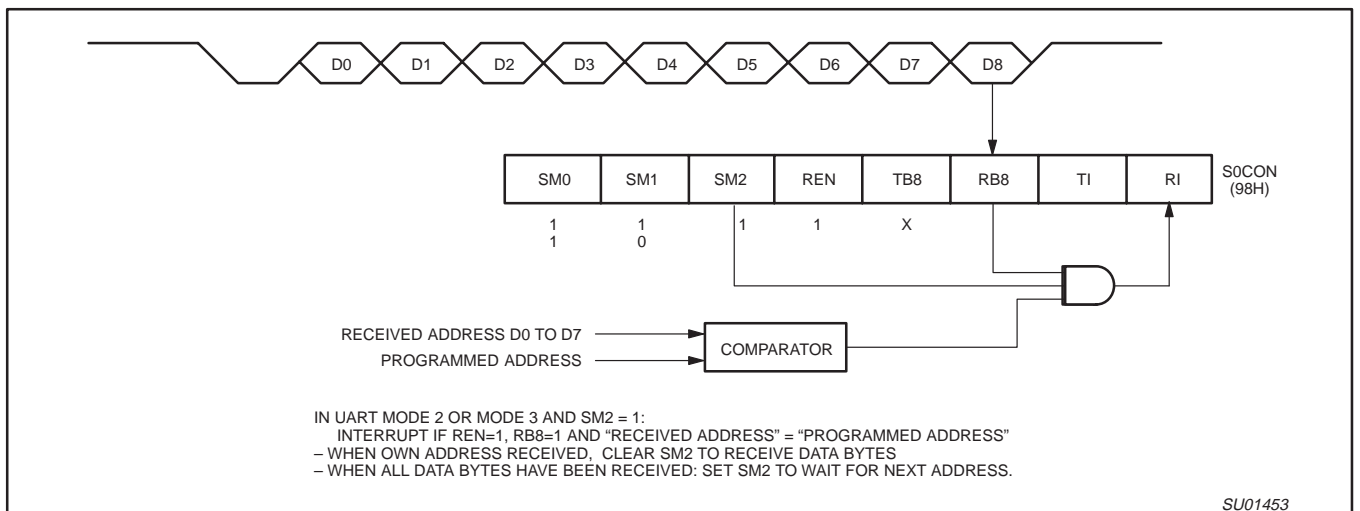 D0 D1 D2 D3 D4 D5 D6 D7 D8
SM0 SM1 SM2 REN TB8 RB8 TI RI S0CON
(98H)
1 1 1 1 X
1 0
RECEIVED ADDRESS D0 TO D7
PROGRAMMED ADDRESS
COMPARATOR
IN UART MODE 2 OR MODE 3 AND SM2 = 1:
INTERRUPT IF REN=1, RB8=1 AND “RECEIVED ADDRESS” = “PROGRAMMED ADDRESS”
– WHEN OWN ADDRESS RECEIVED, CLEAR SM2 TO RECEIVE DATA BYTES
– WHEN ALL DATA BYTES HAVE BEEN RECEIVED: SET SM2 TO WAIT FOR NEXT ADDRESS.
SU01453